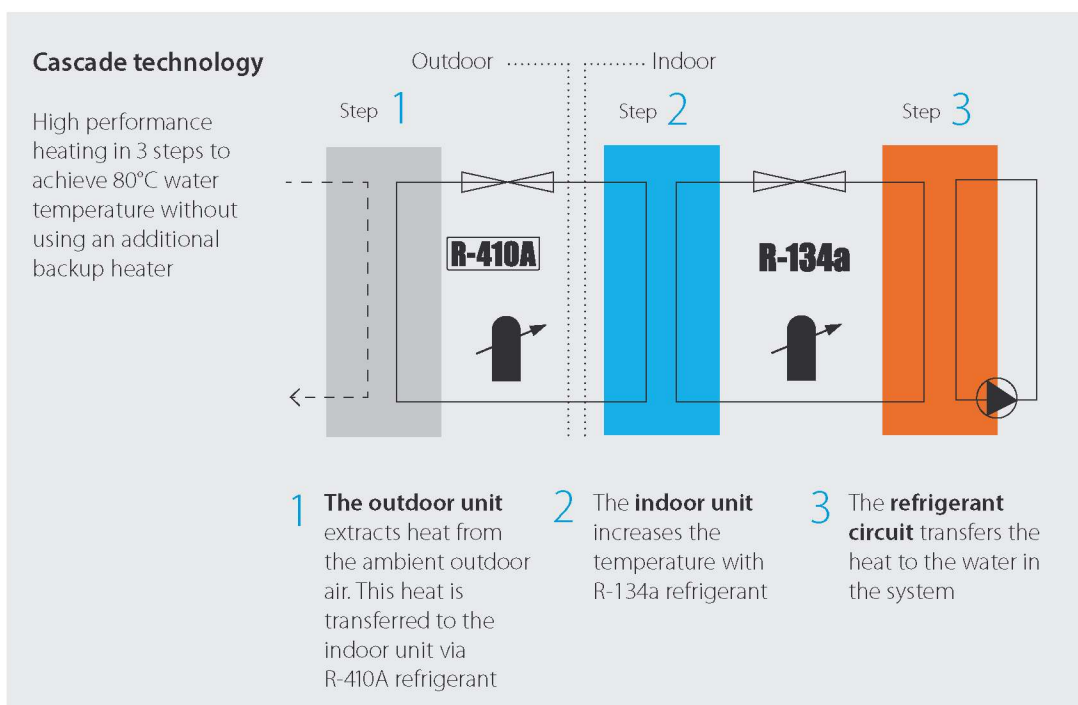 Cascade technology
High performance
heating in 3 steps to
achieve 80°C water
temperature without
using an additional
backup heater
Outdoor ........ ........ Indoor
Step 1
Step 2
Step 3
R-410A
R-134a
1 The outdoor unit
extracts heat from
the ambient outdoor
air. This heat is
transferred to the
indoor unit via
R-410A refrigerant
2 The indoor unit
increases the
temperature with
R-134a refrigerant
3 The refrigerant
circuit transfers the
heat to the water in
the system